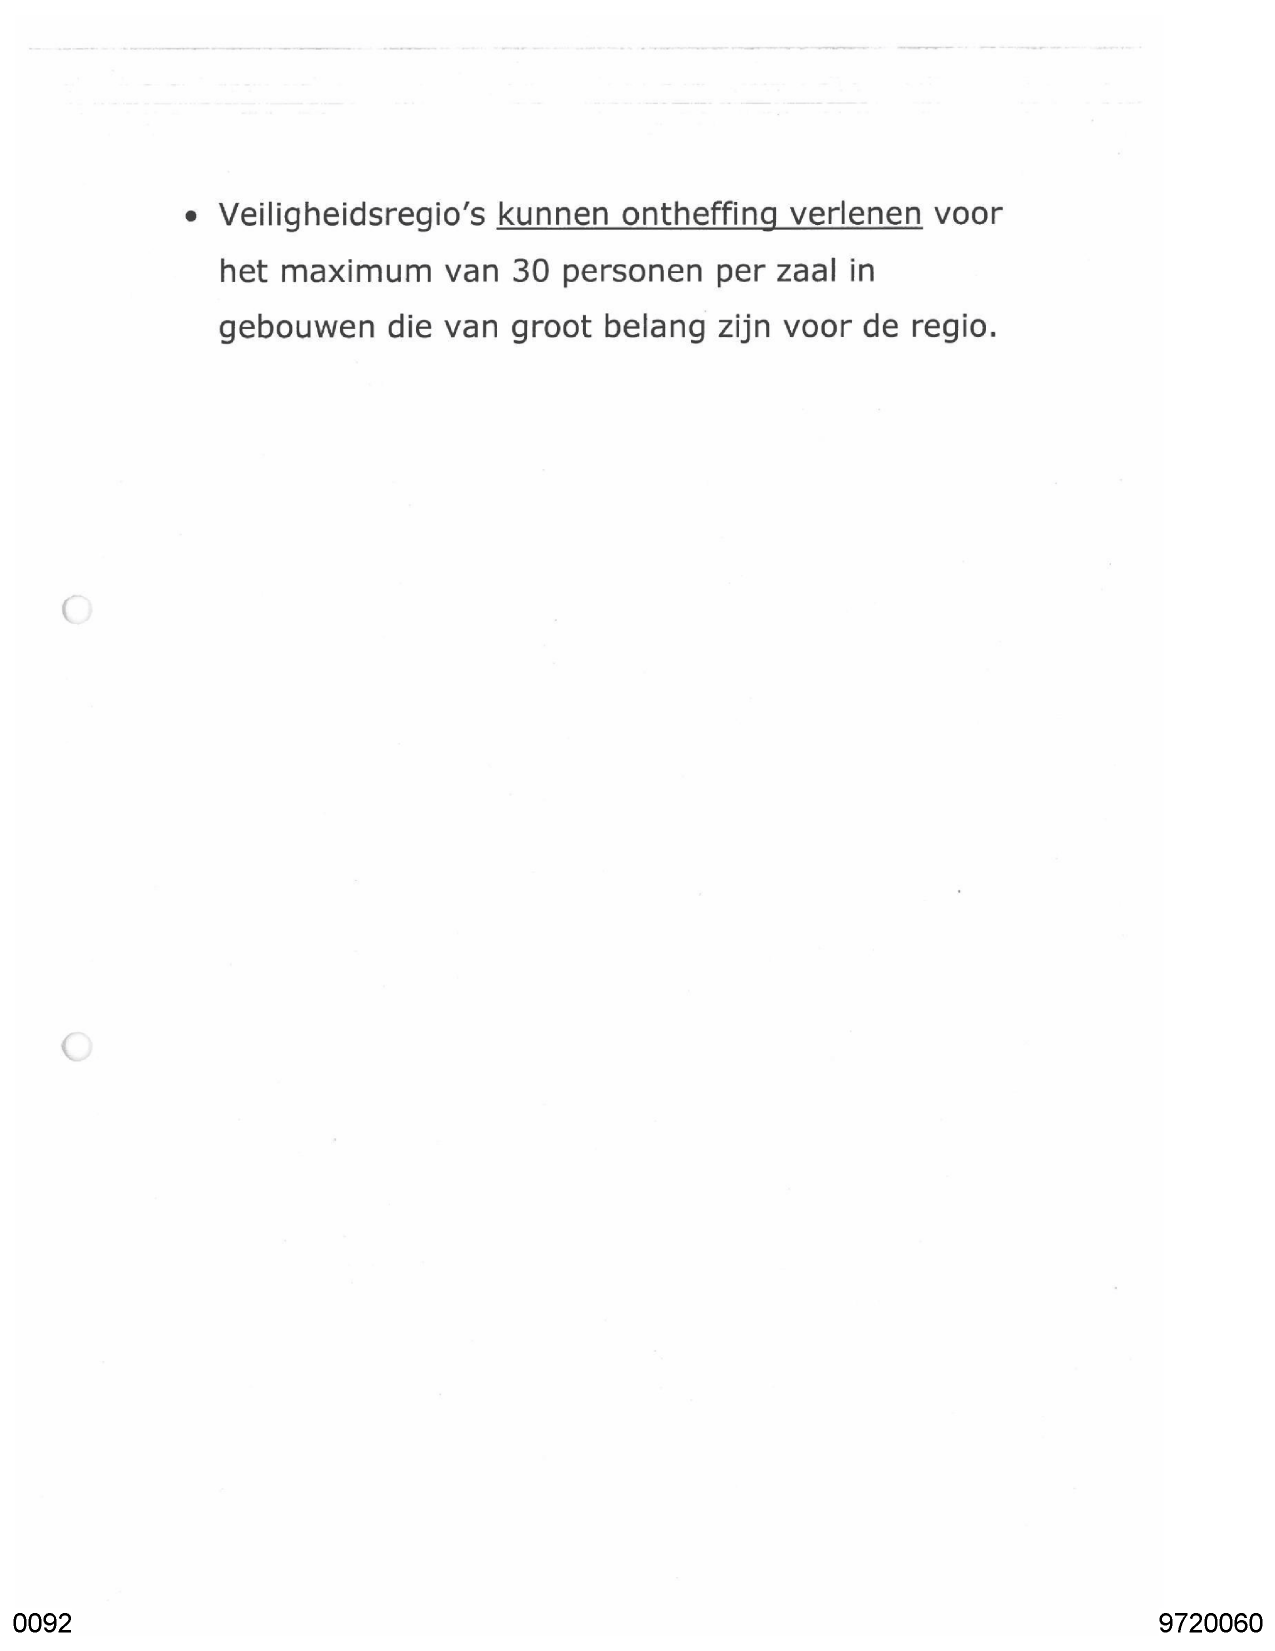 • Veiligheidsregio's kunnen ontheffing verlenen voor
het maximum van 30 personen per zaal in
gebouwen die van groot belang zijn voor de regio.
0092
9720060